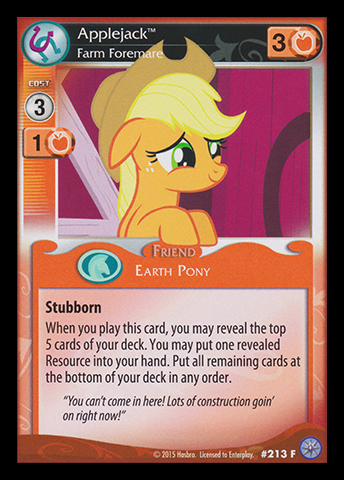 Applejack™
Farm Foremare
3
COST
3
1
FRIEND
EARTH PONY
Stubborn
When you play this card, you may reveal the top
5 cards of your deck. You may put one revealed
Resource into your hand. Put all remaining cards at
the bottom of your deck in any order.
“You can’t come in here! Lots of construction goin’
on right now!”
© 2015 Hasbro. Licensed to Enterplay. #213 F